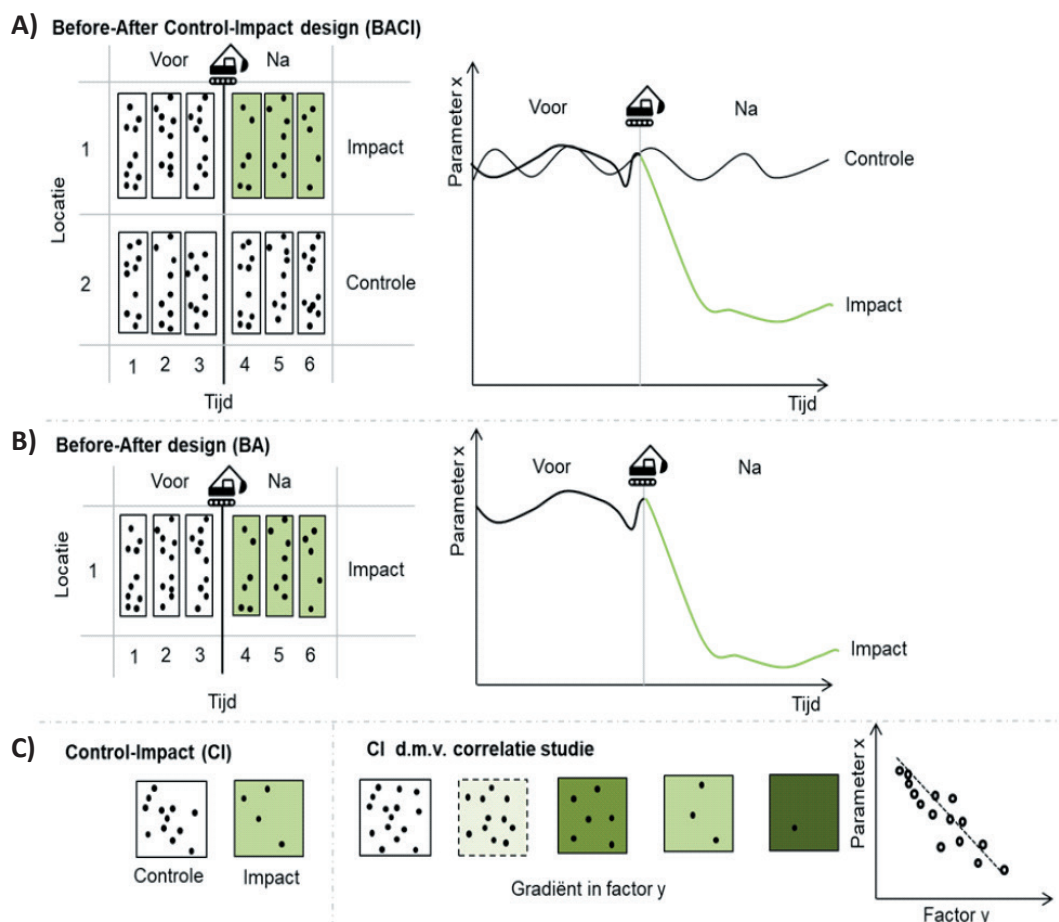 A) Before-After Control-Impact design (BACI)
Voor Na
Locatie
1 Impact
2 Controle
1 2 3 4 5 6
Tijd
Parameter x
Voor Na
Controle
Impact
Tijd
B) Before-After design (BA)
Voor Na
Locatie
1 Impact
1 2 3 4 5 6
Tijd
Parameter x
Voor Na
Impact
Tijd
C) Control-Impact (CI)
Controle Impact
CI d.m.v. correlatie studie
Gradiënt in factor y
Parameter x
Factor y